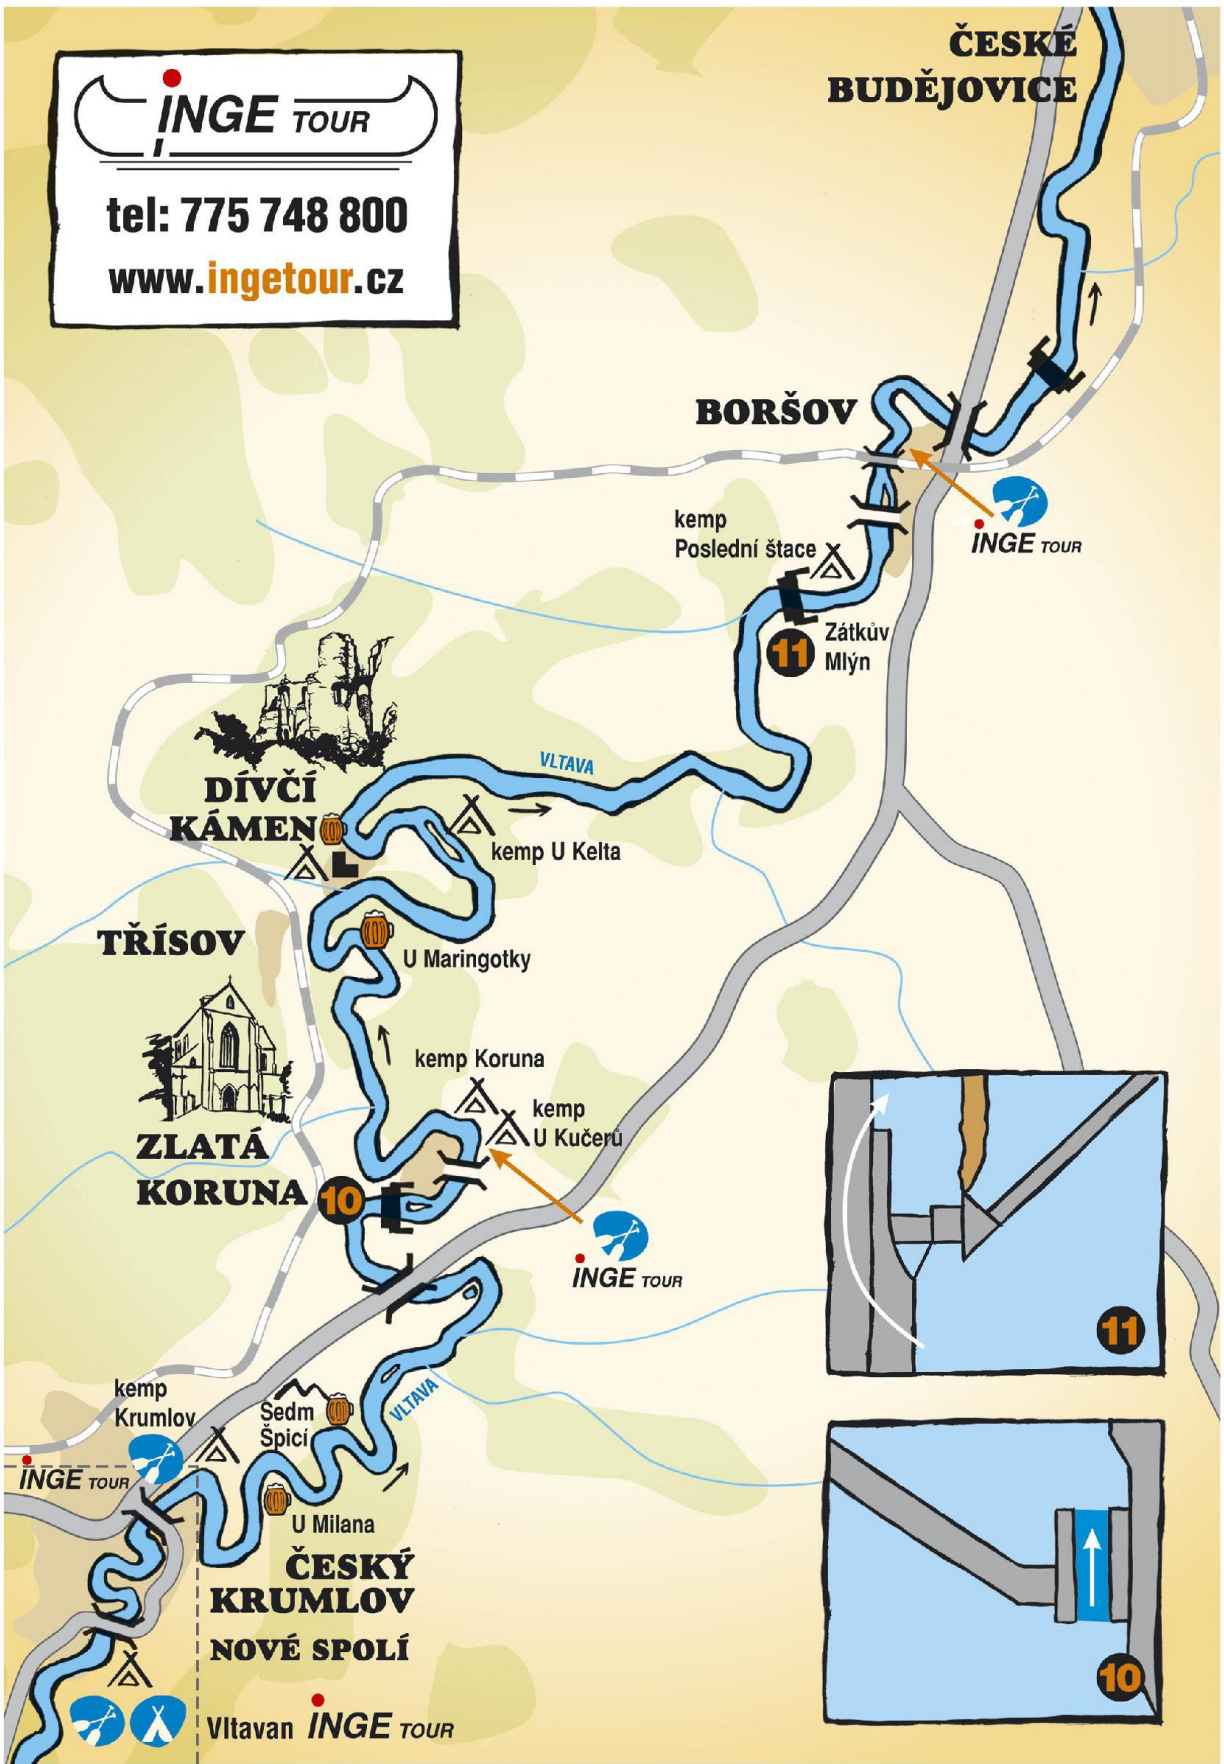 ČESKÉ
BUDĚJOVICE
INGE TOUR
tel: 775 748 800
www.ingetour.cz
BORŠOV
kemp
Poslední štace
INGE TOUR
11
Zátkův
Mlýn
VLTAVA
DÍVČÍ
KÁMEN
kemp U Kelta
TŘÍSOV
U Maringotky
kemp Koruna
kemp
U Kučerů
ZLATÁ
KORUNA
10
INGE TOUR
11
kemp
Krumlov
Sedm
Špicí
VLTAVA
INGE TOUR
U Milana
ČESKÝ
KRUMLOV
NOVÉ SPOLÍ
10
Vltavan INGE TOUR